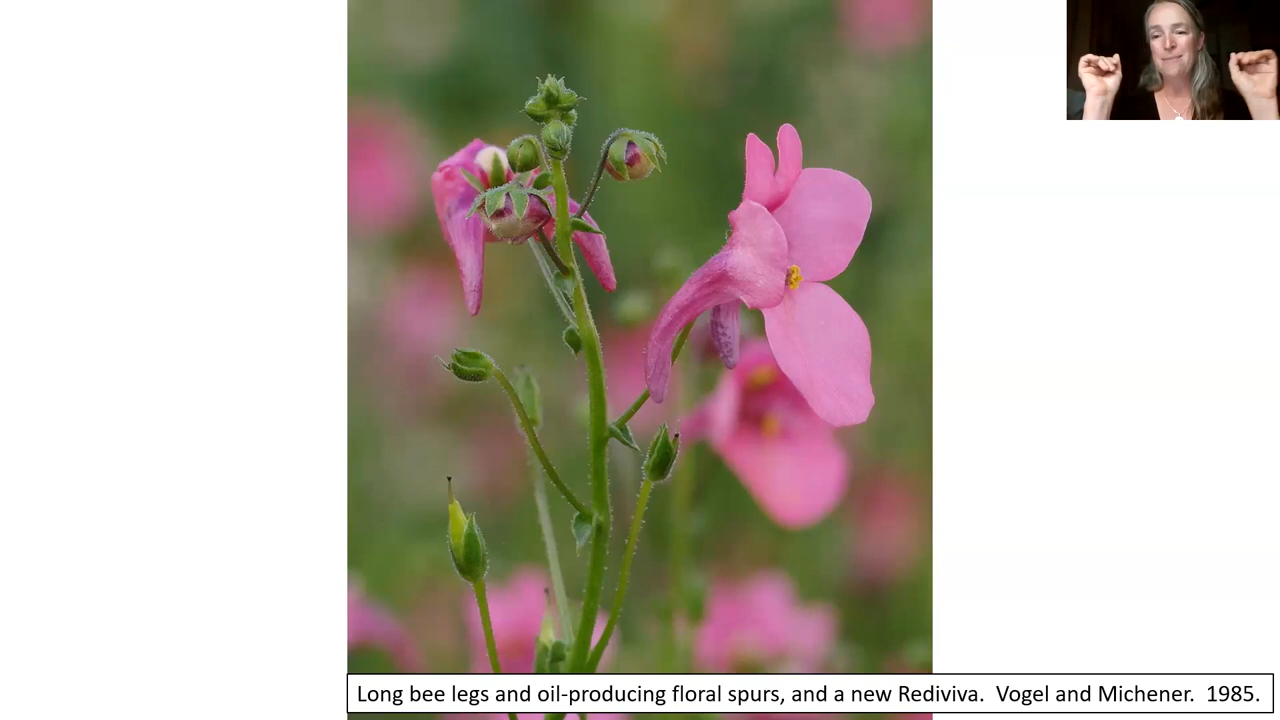 Long bee legs and oil-producing floral spurs, and a new Rediviva.  Vogel and Michener.  1985.